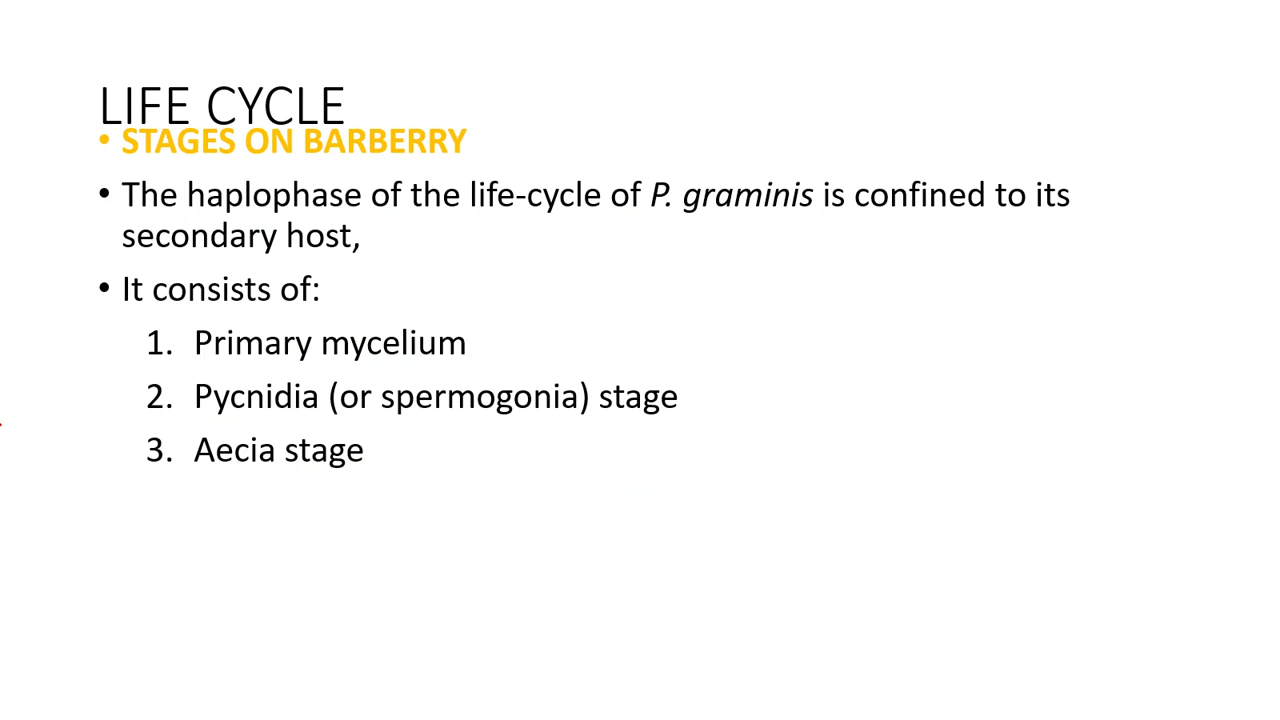 LIFE CYCLE
• STAGES ON BARBERRY
• The haplophase of the life-cycle of P. graminis is confined to its
secondary host,
• It consists of:
1. Primary mycelium
2. Pycnidia (or spermogonia) stage
3. Aecia stage